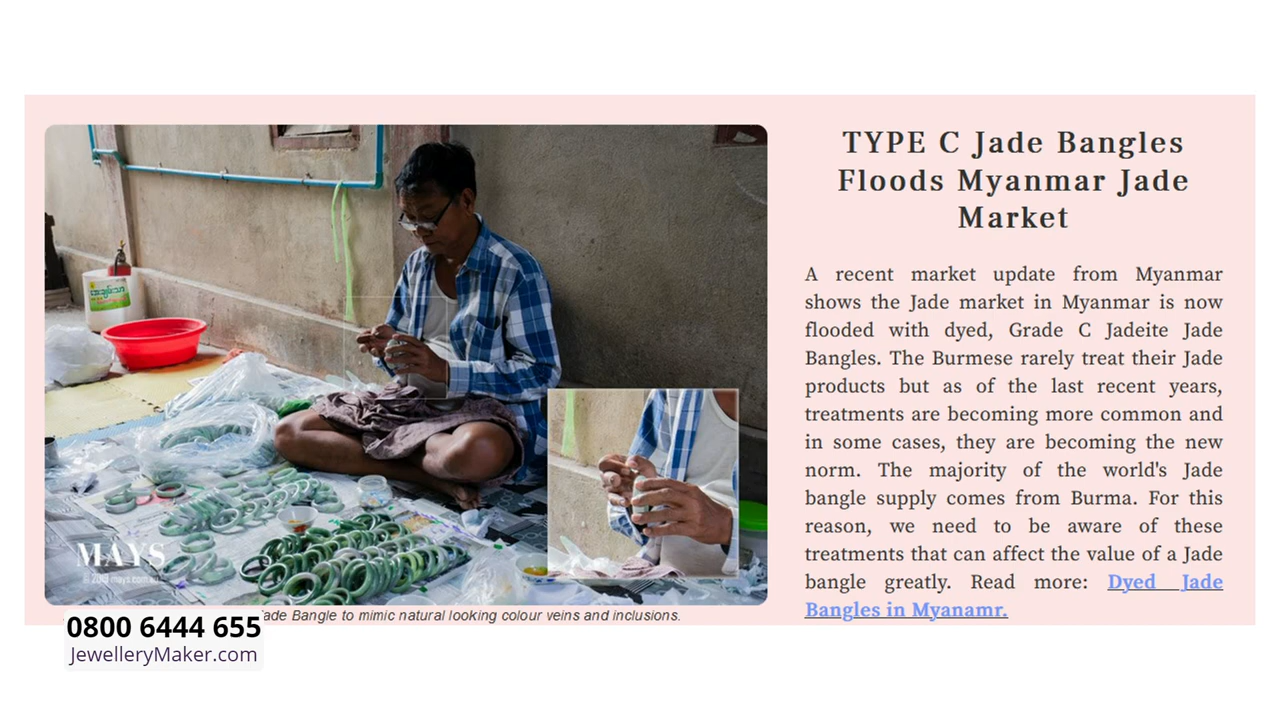 TYPE C Jade Bangles
Floods Myanmar Jade
Market
A recent market update from Myanmar
shows the Jade market in Myanmar is now
flooded with dyed, Grade C Jadeite Jade
Bangles. The Burmese rarely treat their Jade
products but as of the last recent years,
treatments are becoming more common and
in some cases, they are becoming the new
norm. The majority of the world's Jade
bangle supply comes from Burma. For this
reason, we need to be aware of these
treatments that can affect the value of a Jade
bangle greatly. Read more: Dyed Jade
Bangles in Myanamr.
MAYS
© 2019 mays.com.au
Jade Bangle to mimic natural looking colour veins and inclusions.
0800 6444 655
JewelleryMaker.com